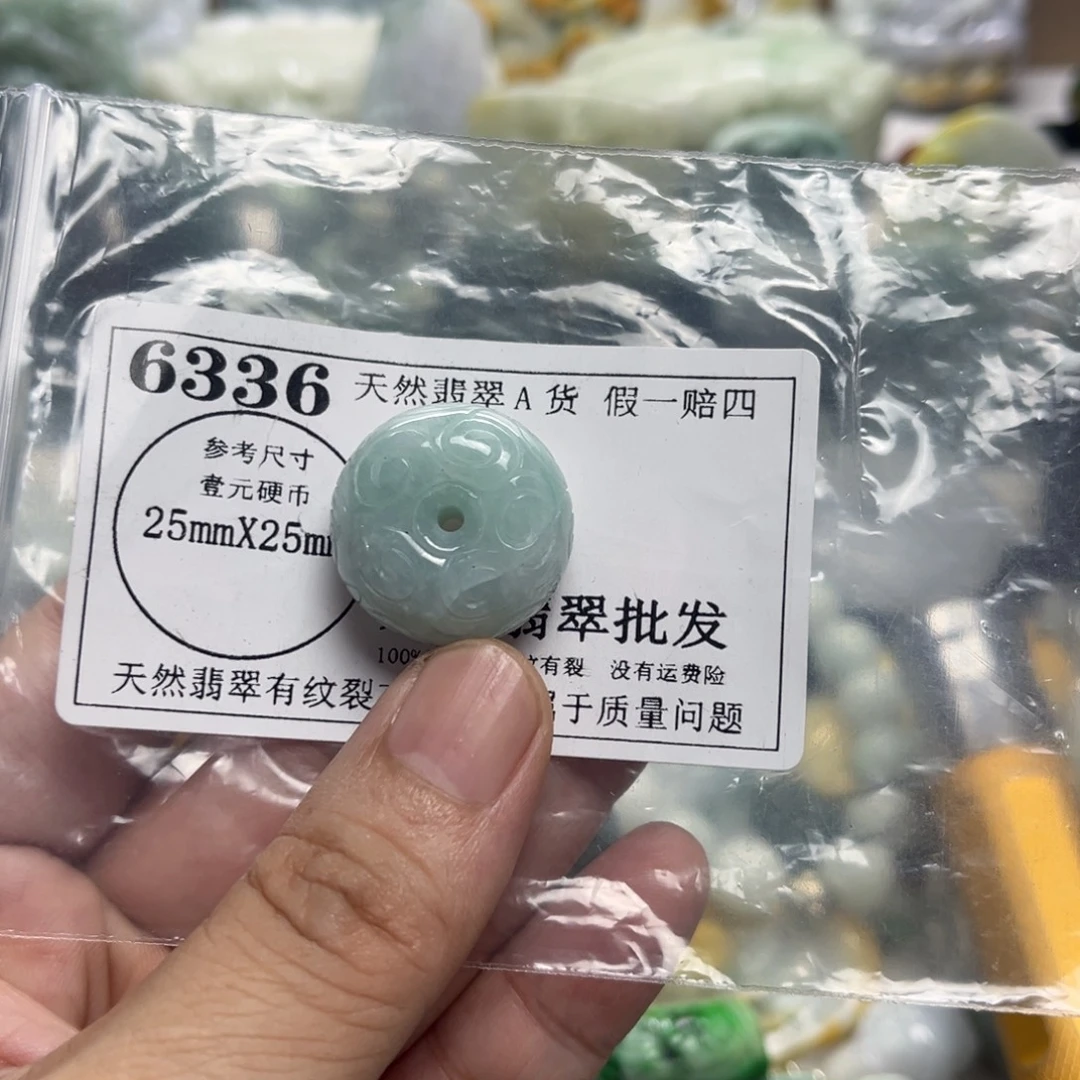 6336 天然翡翠A货 假一赔四
参考尺寸
壹元硬币
25mmX25m
翡翠批发
100% 有裂 没有运费险
天然翡翠有纹裂 属于质量问题